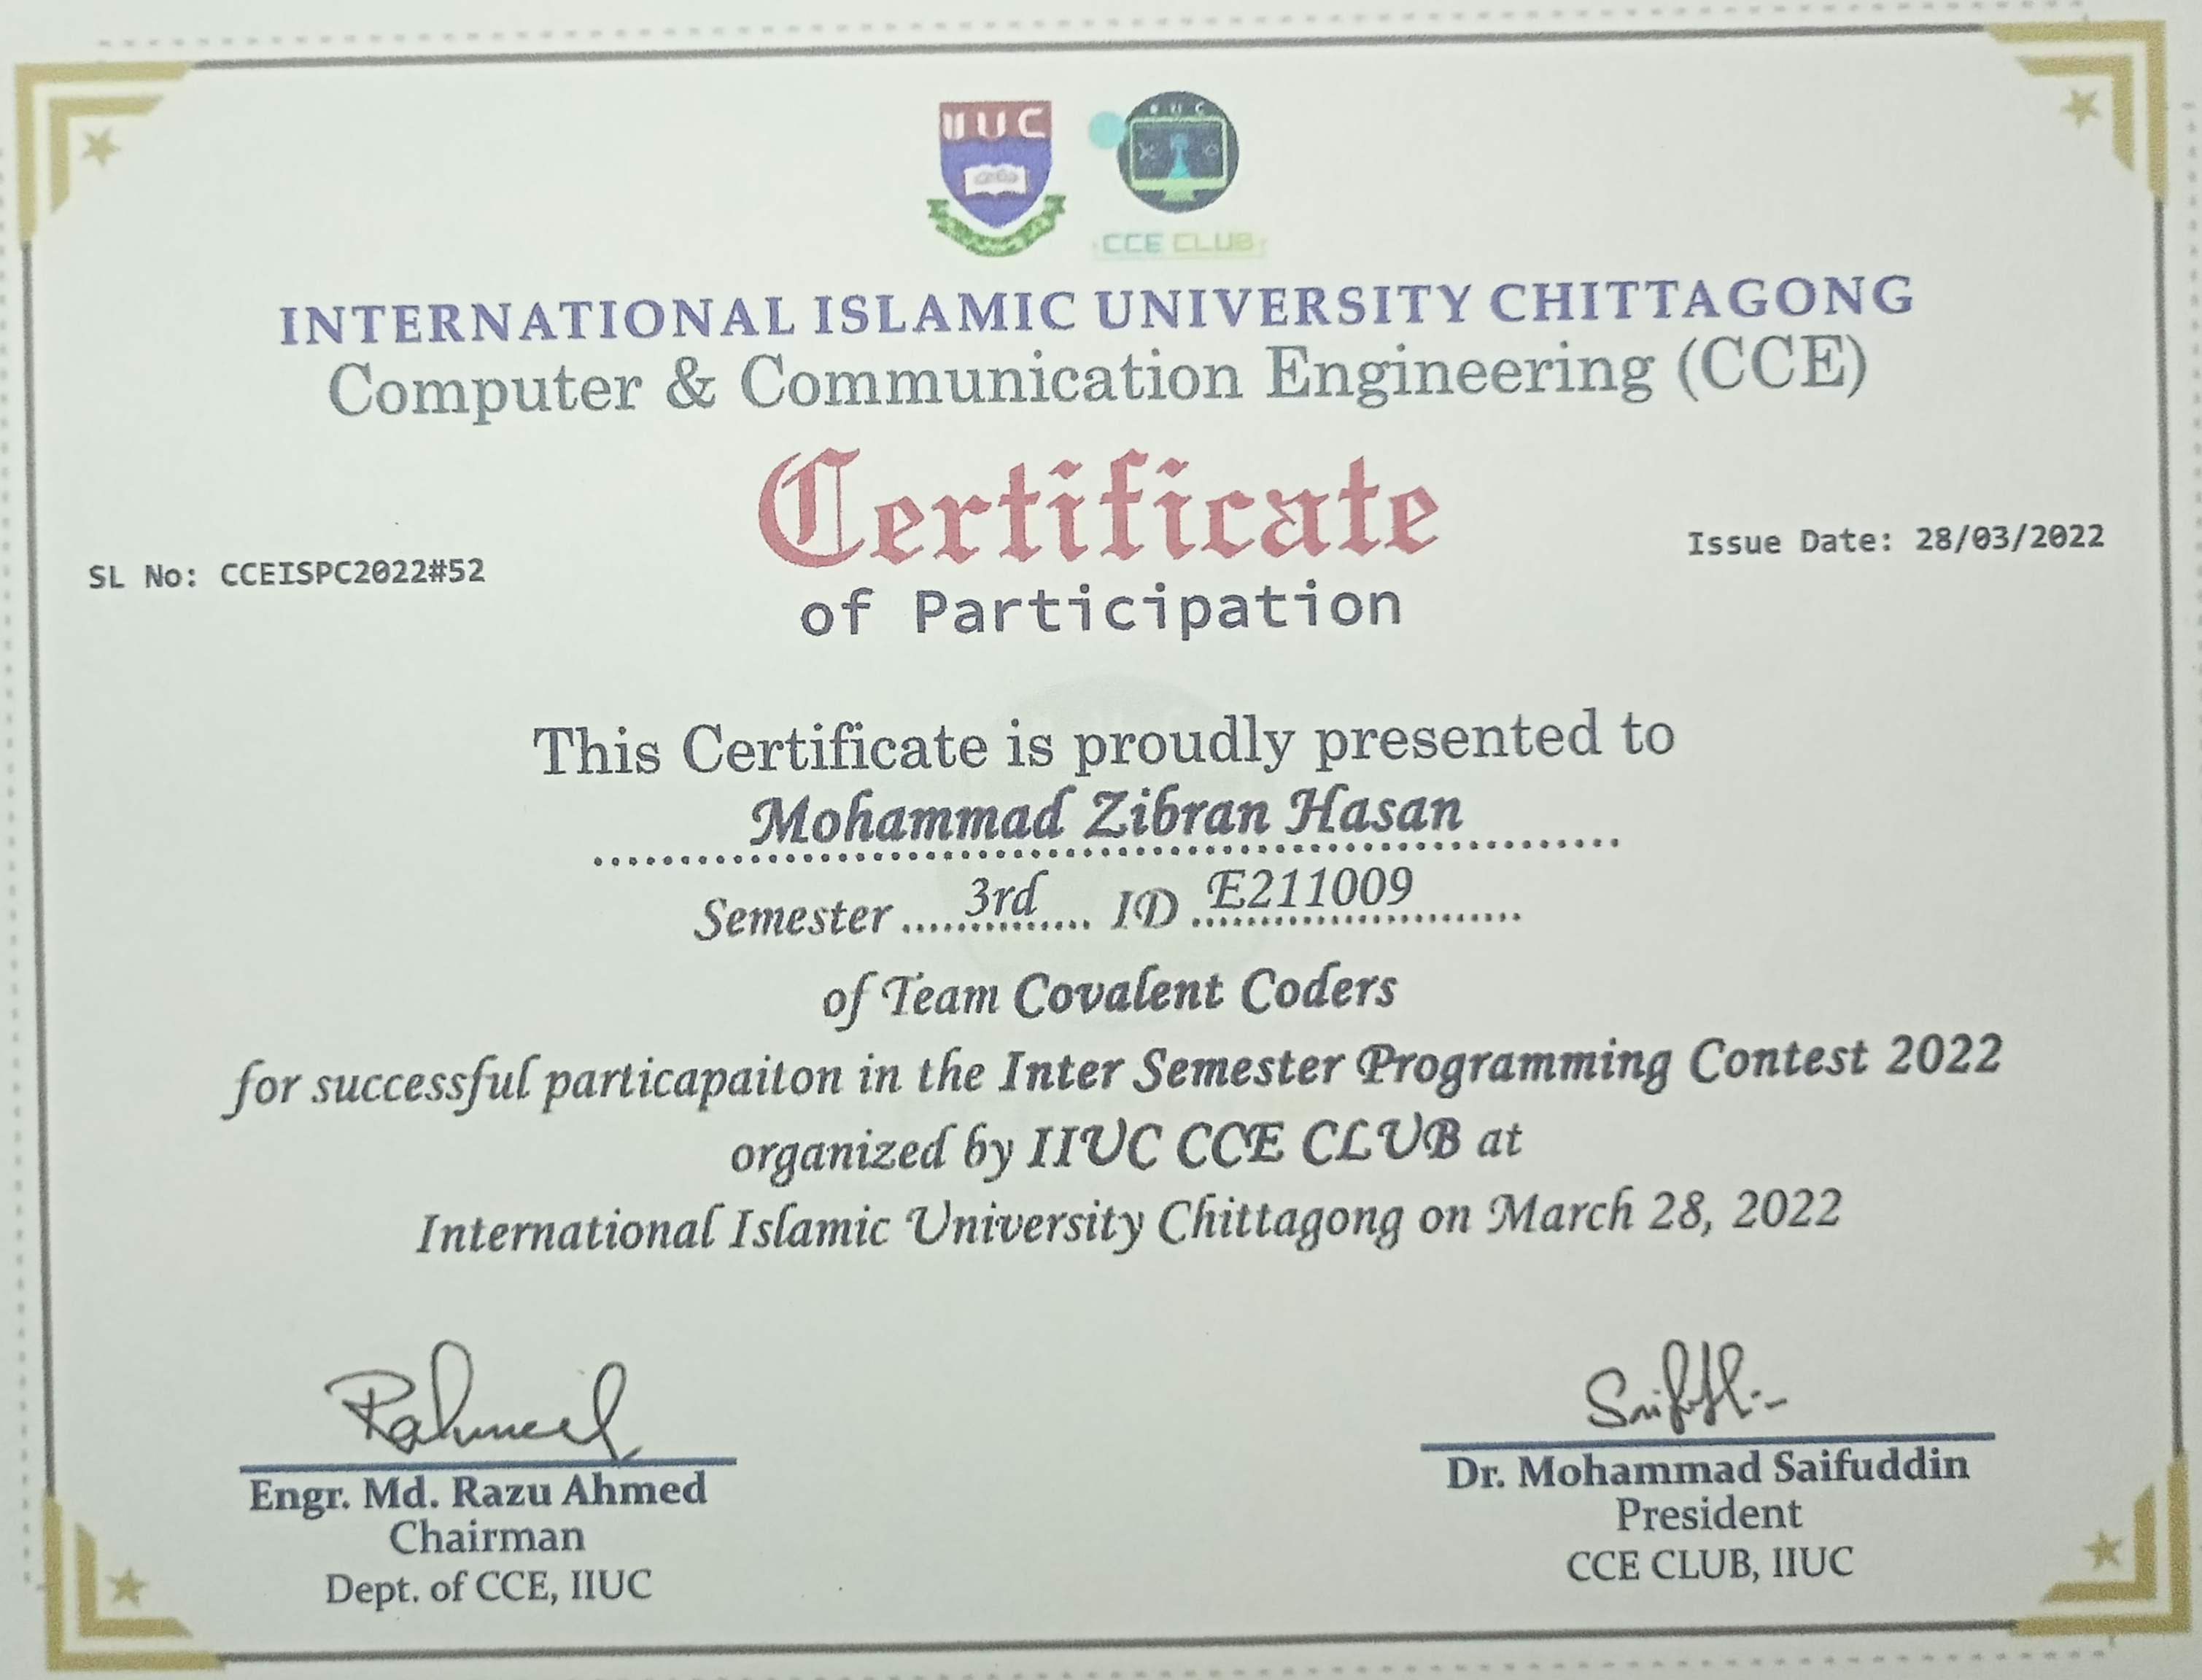 IIUC
IIUC
CCE CLUB
INTERNATIONAL ISLAMIC UNIVERSITY CHITTAGONG
Computer & Communication Engineering (CCE)
Certificate
SL No: CCEISPC2022#52
Issue Date: 28/03/2022
of Participation
This Certificate is proudly presented to
Mohammad Zibran Hasan
Semester 3rd ID E211009
of Team Covalent Coders
for successful particapaiton in the Inter Semester Programming Contest 2022
organized by IIUC CCE CLUB at
International Islamic University Chittagong on March 28, 2022
Engr. Md. Razu Ahmed
Chairman
Dept. of CCE, IIUC
Dr. Mohammad Saifuddin
President
CCE CLUB, IIUC